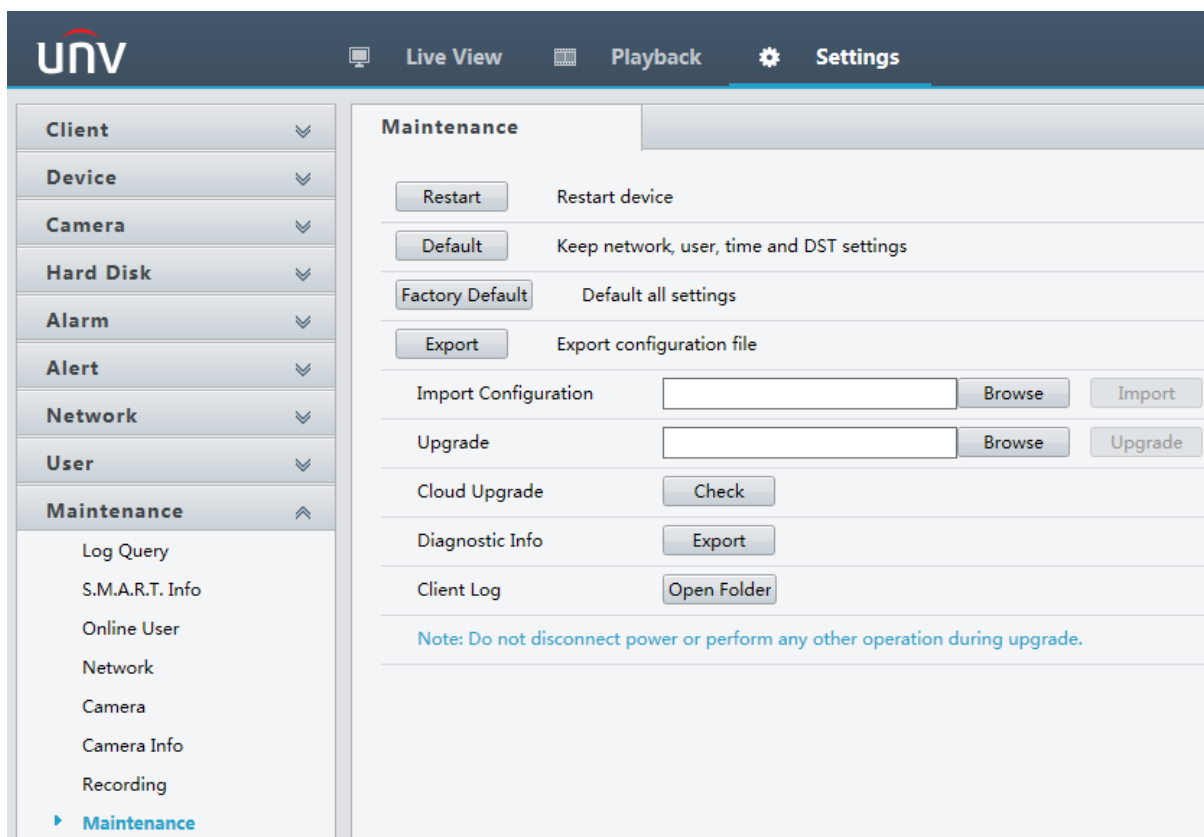 unv
Live View
Playback
Settings
Client
Device
Camera
Hard Disk
Alarm
Alert
Network
User
Maintenance
Log Query
S.M.A.R.T. Info
Online User
Network
Camera
Camera Info
Recording
Maintenance
Maintenance
Restart Restart device
Default Keep network, user, time and DST settings
Factory Default Default all settings
Export Export configuration file
Import Configuration Browse Import
Upgrade Browse Upgrade
Cloud Upgrade Check
Diagnostic Info Export
Client Log Open Folder
Note: Do not disconnect power or perform any other operation during upgrade.